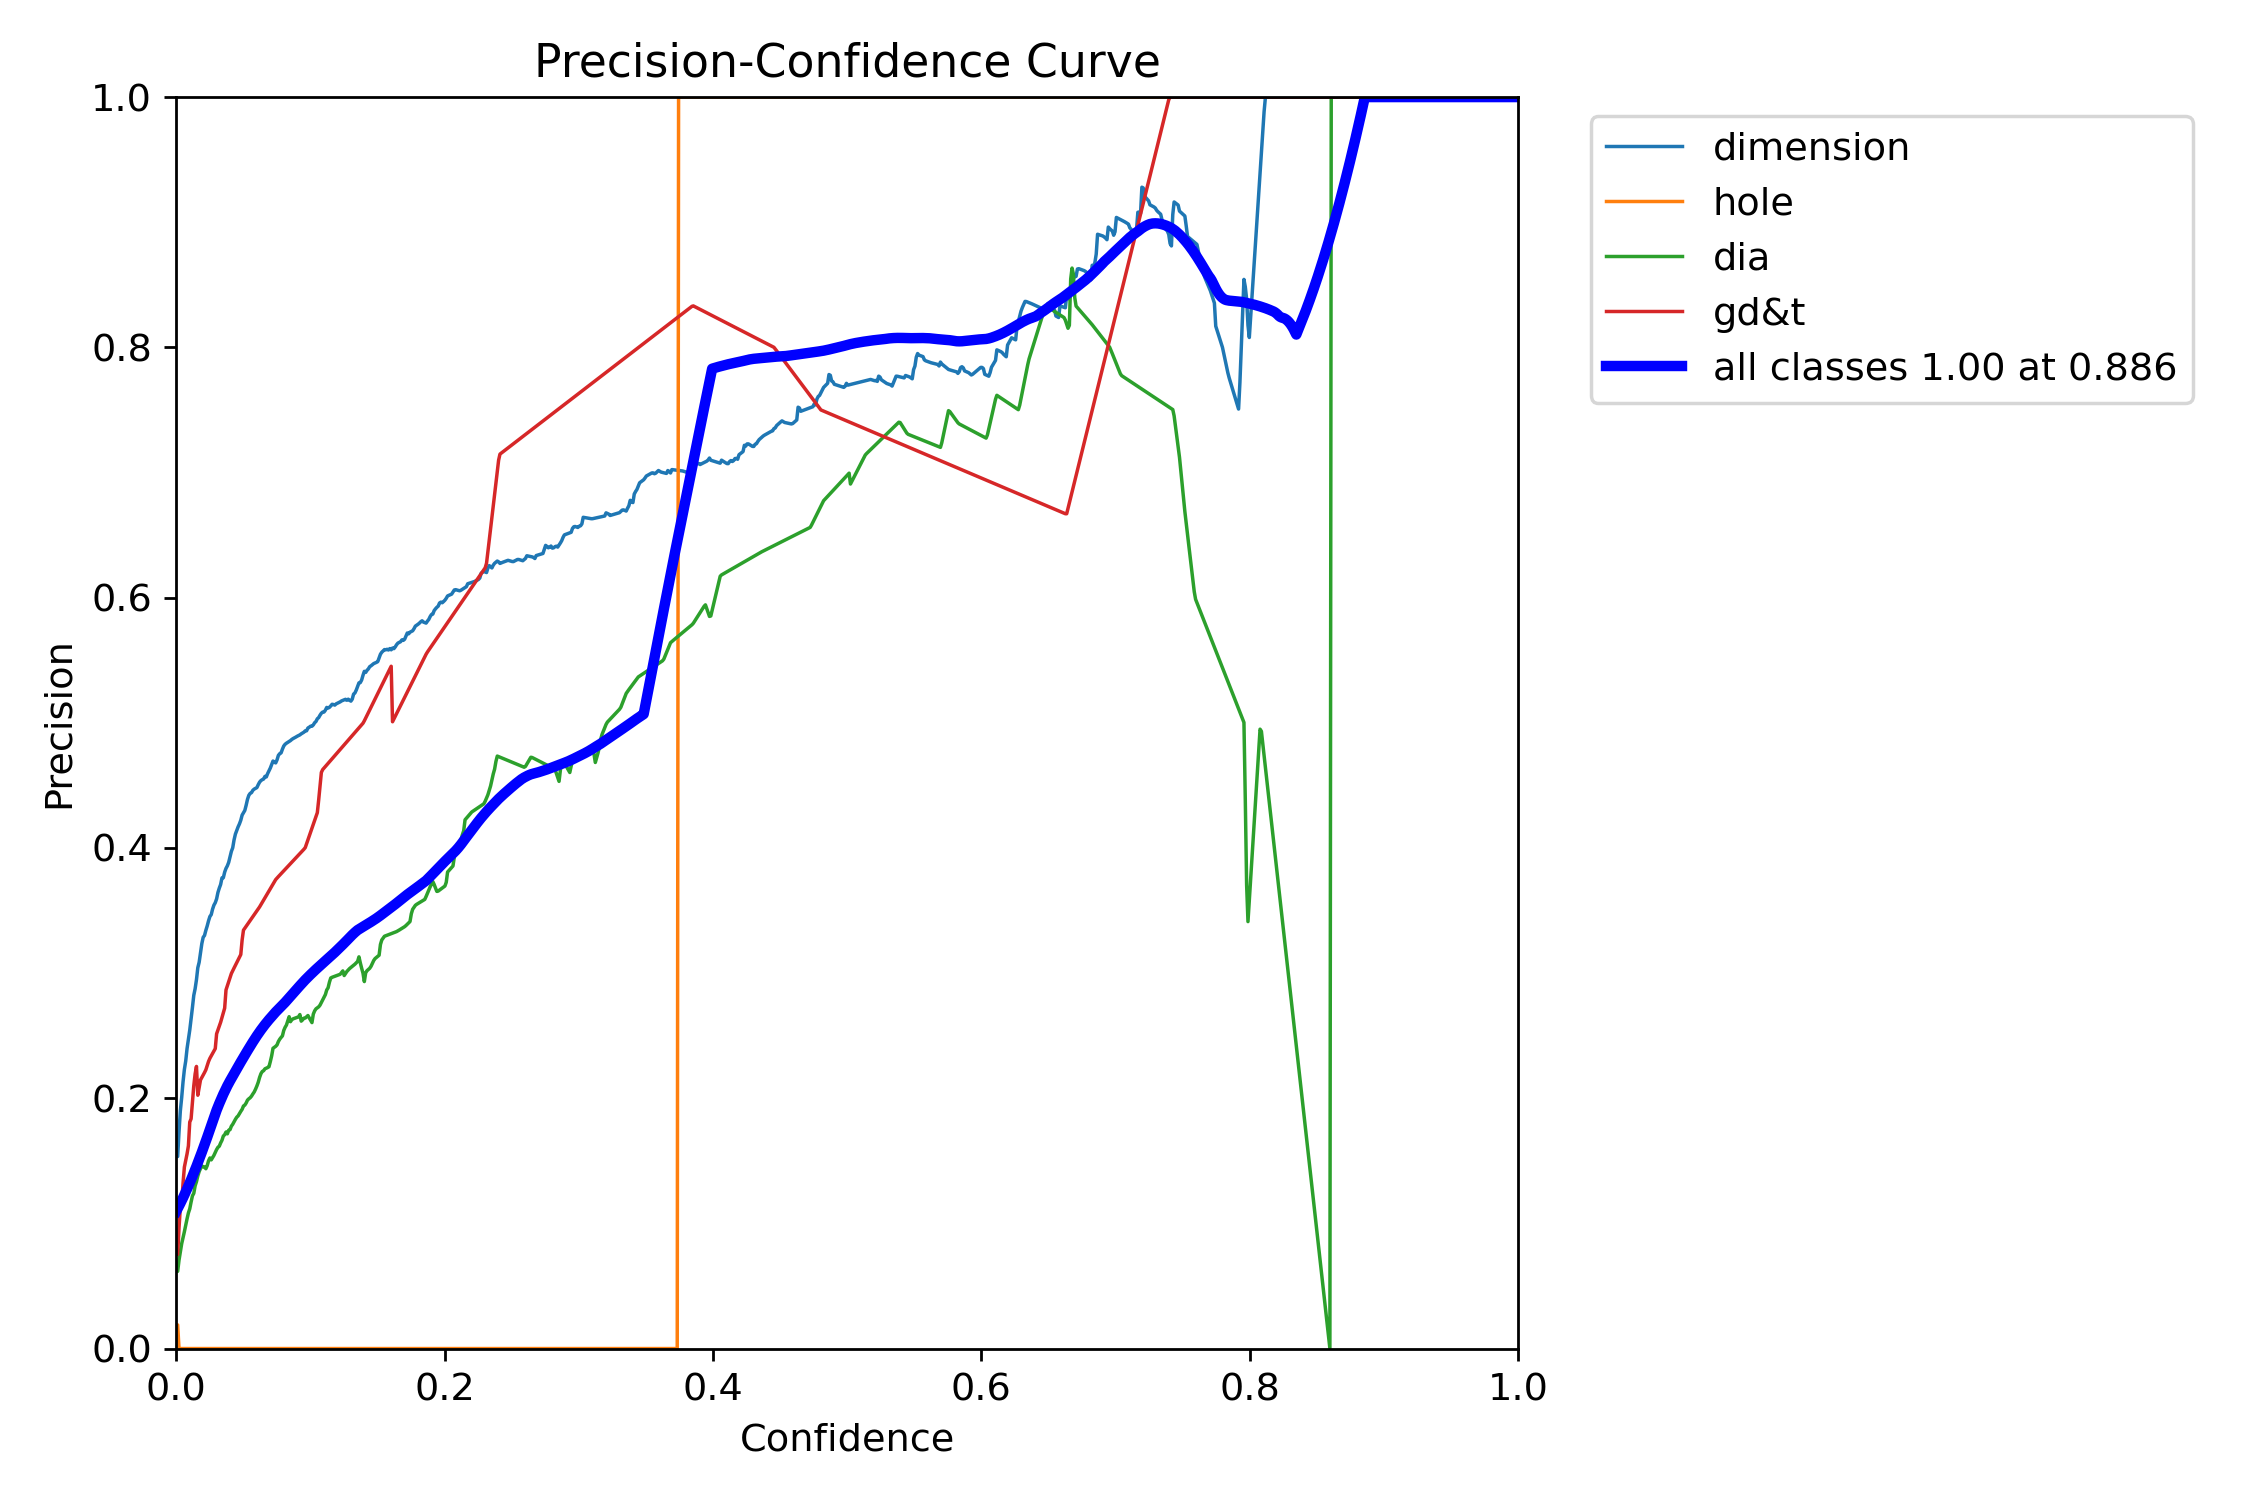 Precision-Confidence Curve
1.0
0.8
0.6
0.4
0.2
0.0
Precision
0.0 0.2 0.4 0.6 0.8 1.0
Confidence
dimension
hole
dia
gd&t
all classes 1.00 at 0.886